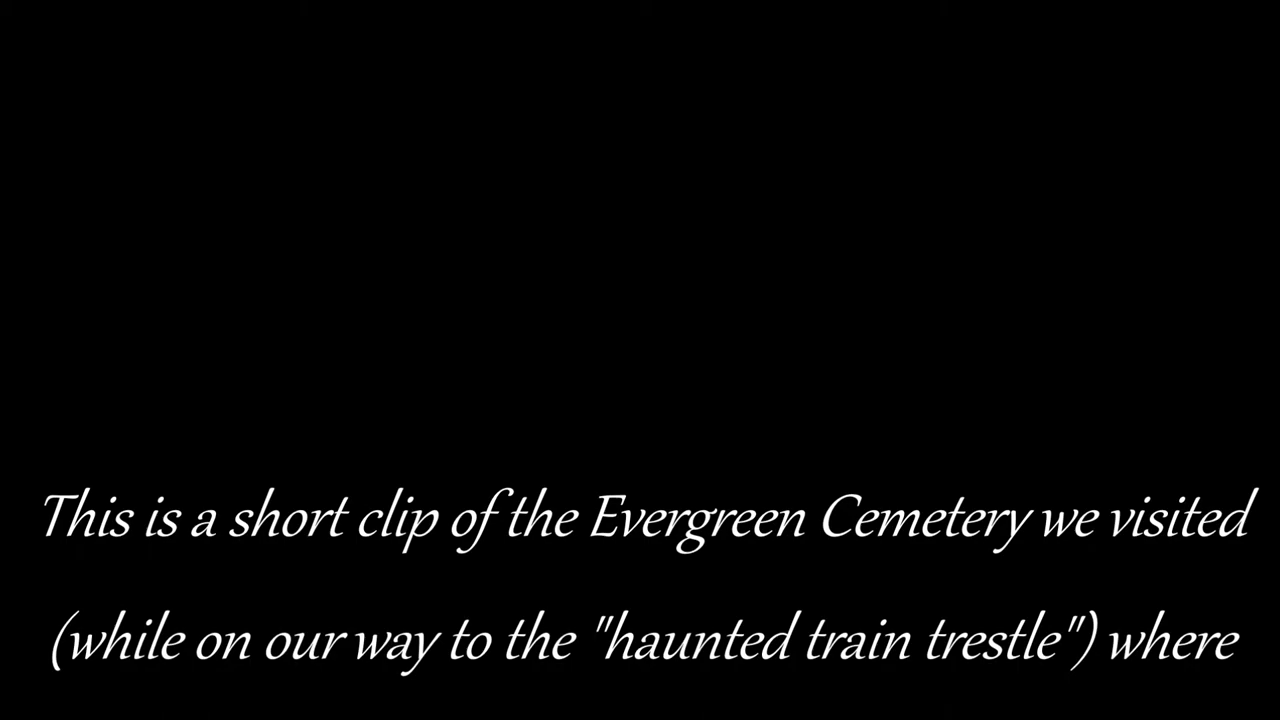 This is a short clip of the Evergreen Cemetery we visited
(while on our way to the "haunted train trestle") where